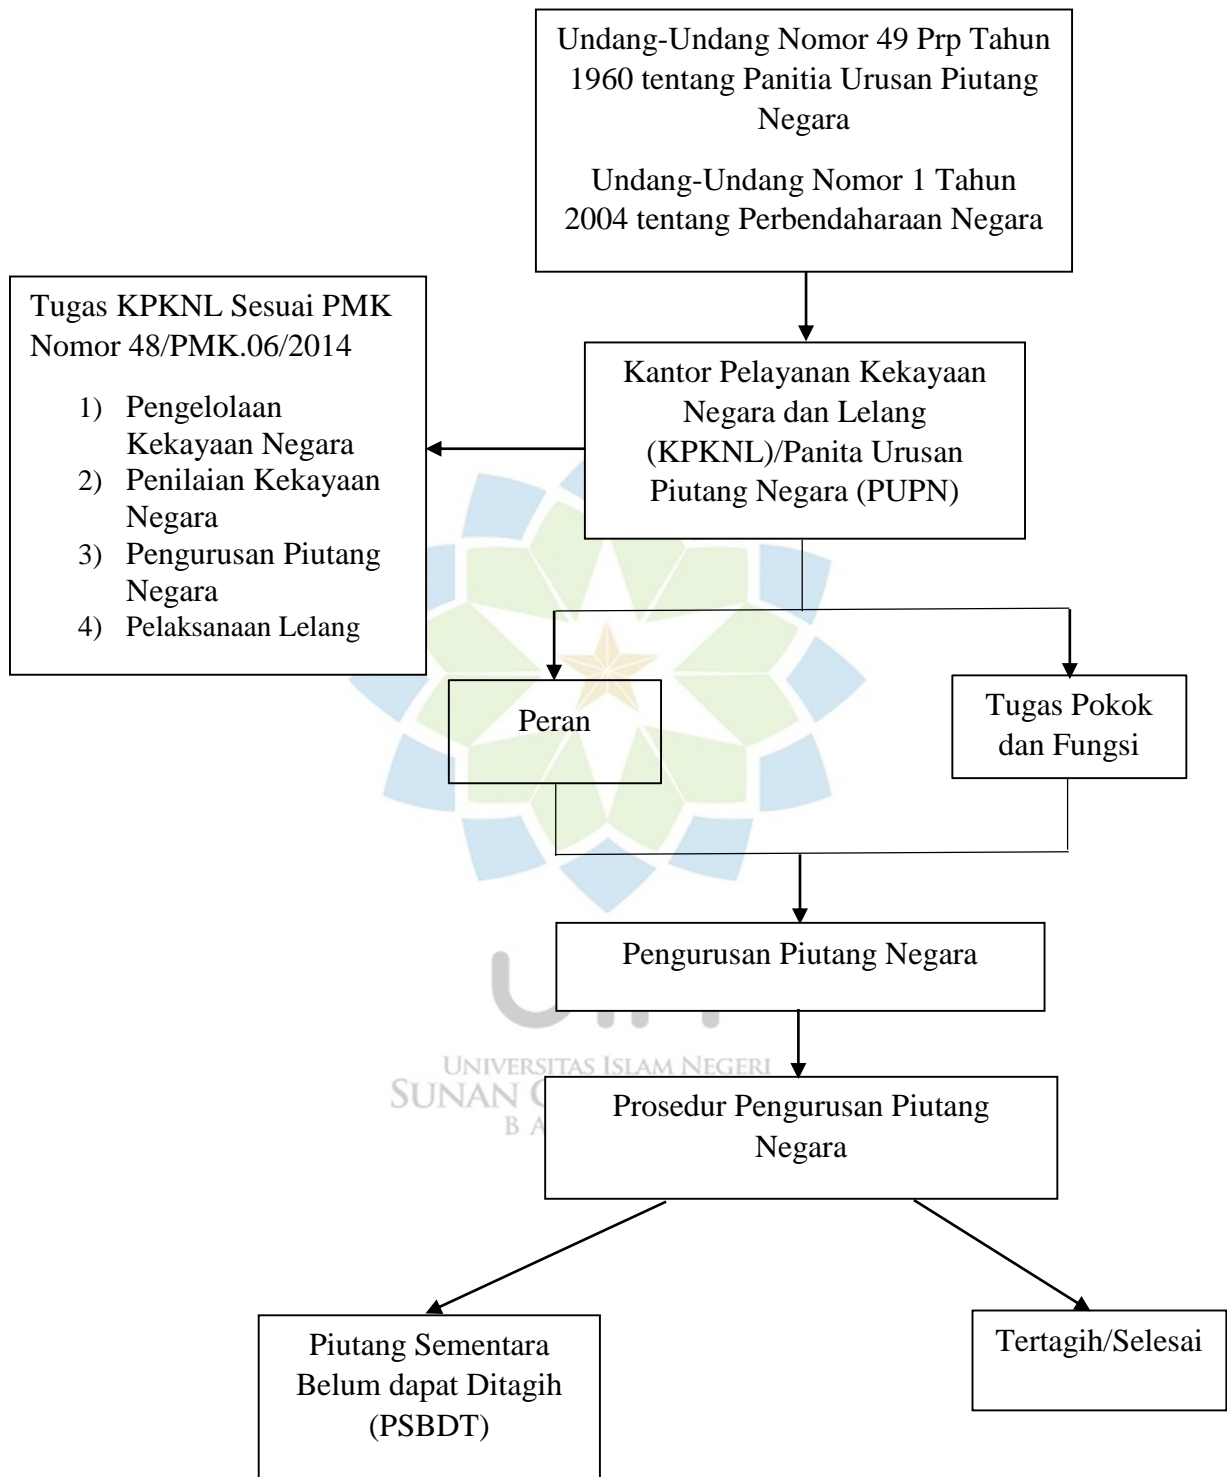 Undang-Undang Nomor 49 Prp Tahun
1960 tentang Panitia Urusan Piutang
Negara
Undang-Undang Nomor 1 Tahun
2004 tentang Perbendaharaan Negara
Tugas KPKNL Sesuai PMK
Nomor 48/PMK.06/2014
1) Pengelolaan
Kekayaan Negara
2) Penilaian Kekayaan
Negara
3) Pengurusan Piutang
Negara
4) Pelaksanaan Lelang
Kantor Pelayanan Kekayaan
Negara dan Lelang
(KPKNL)/Panita Urusan
Piutang Negara (PUPN)
Peran
Tugas Pokok
dan Fungsi
Pengurusan Piutang Negara
UNIVERSITAS ISLAM NEGERI
SUNAN
Prosedur Pengurusan Piutang
Negara
Piutang Sementara
Belum dapat Ditagih
(PSBDT)
Tertagih/Selesai